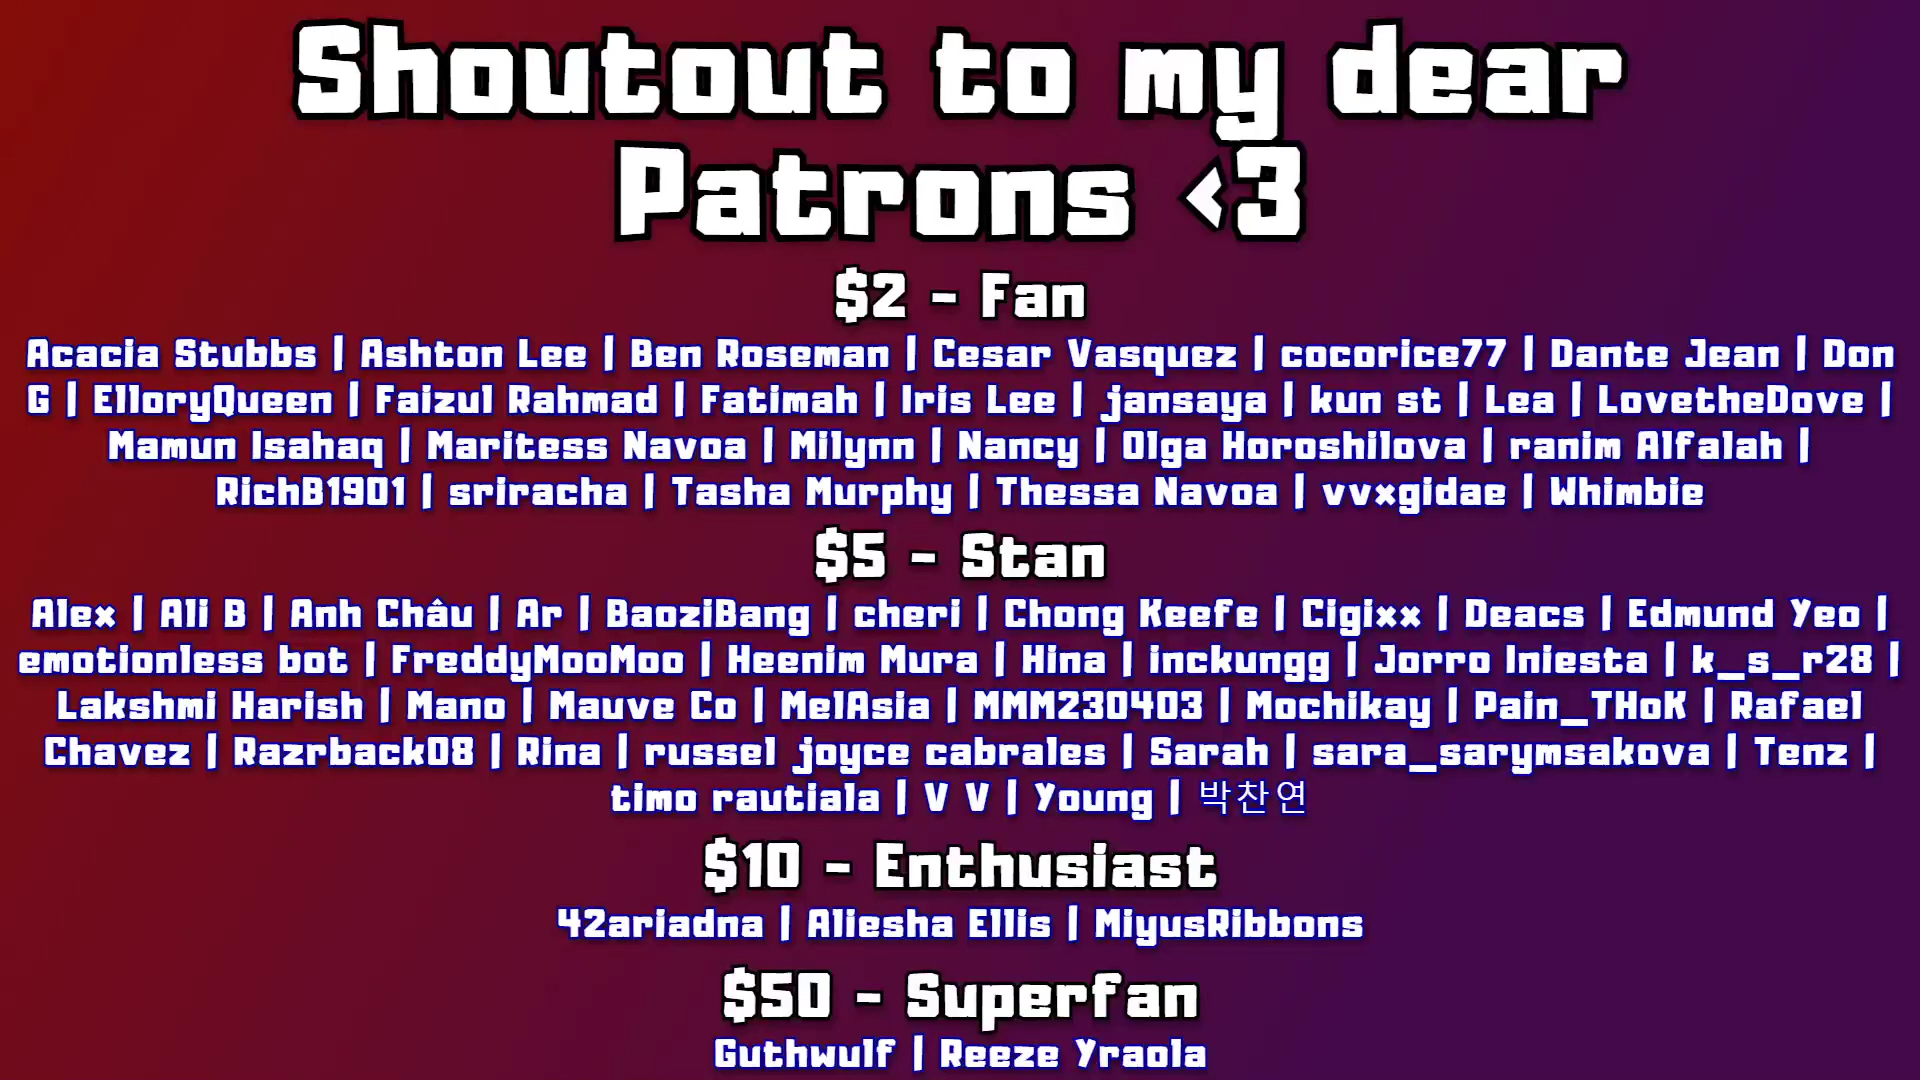 Shoutout to my dear
Patrons <3
$2 - Fan
Acacia Stubbs | Ashton Lee | Ben Roseman | Cesar Vasquez | cocorice77 | Dante Jean | Don
G | ElloryQueen | Faizul Rahmad | Fatimah | Iris Lee | jansaya | kun st | Lea | LovetheDove |
Mamun Isahaq | Maritess Navoa | Milynn | Nancy | Olga Horoshilova | ranim Alfalah |
RichB1901 | sriracha | Tasha Murphy | Thessa Navoa | vvxgidae | Whimbie
$5 - Stan
Alex | Ali B | Anh Châu | Ar | BaoziBang | cheri | Chong Keefe | Cigixx | Deacs | Edmund Yeo |
emotionless bot | FreddyMooMoo | Heenim Mura | Hina | inckungg | Jorro Iniesta | k_s_r28 |
Lakshmi Harish | Mano | Mauve Co | MelAsia | MMM230403 | Mochikay | Pain_THoK | Rafael
Chavez | Razrback08 | Rina | russel joyce cabrales | Sarah | sara_sarymsakova | Tenz |
timo rautiala | V V | Young | 박찬연
$10 - Enthusiast
42ariadna | Aliesha Ellis | MiyusRibbons
$50 - Superfan
Guthwulf | Reeze Yraola